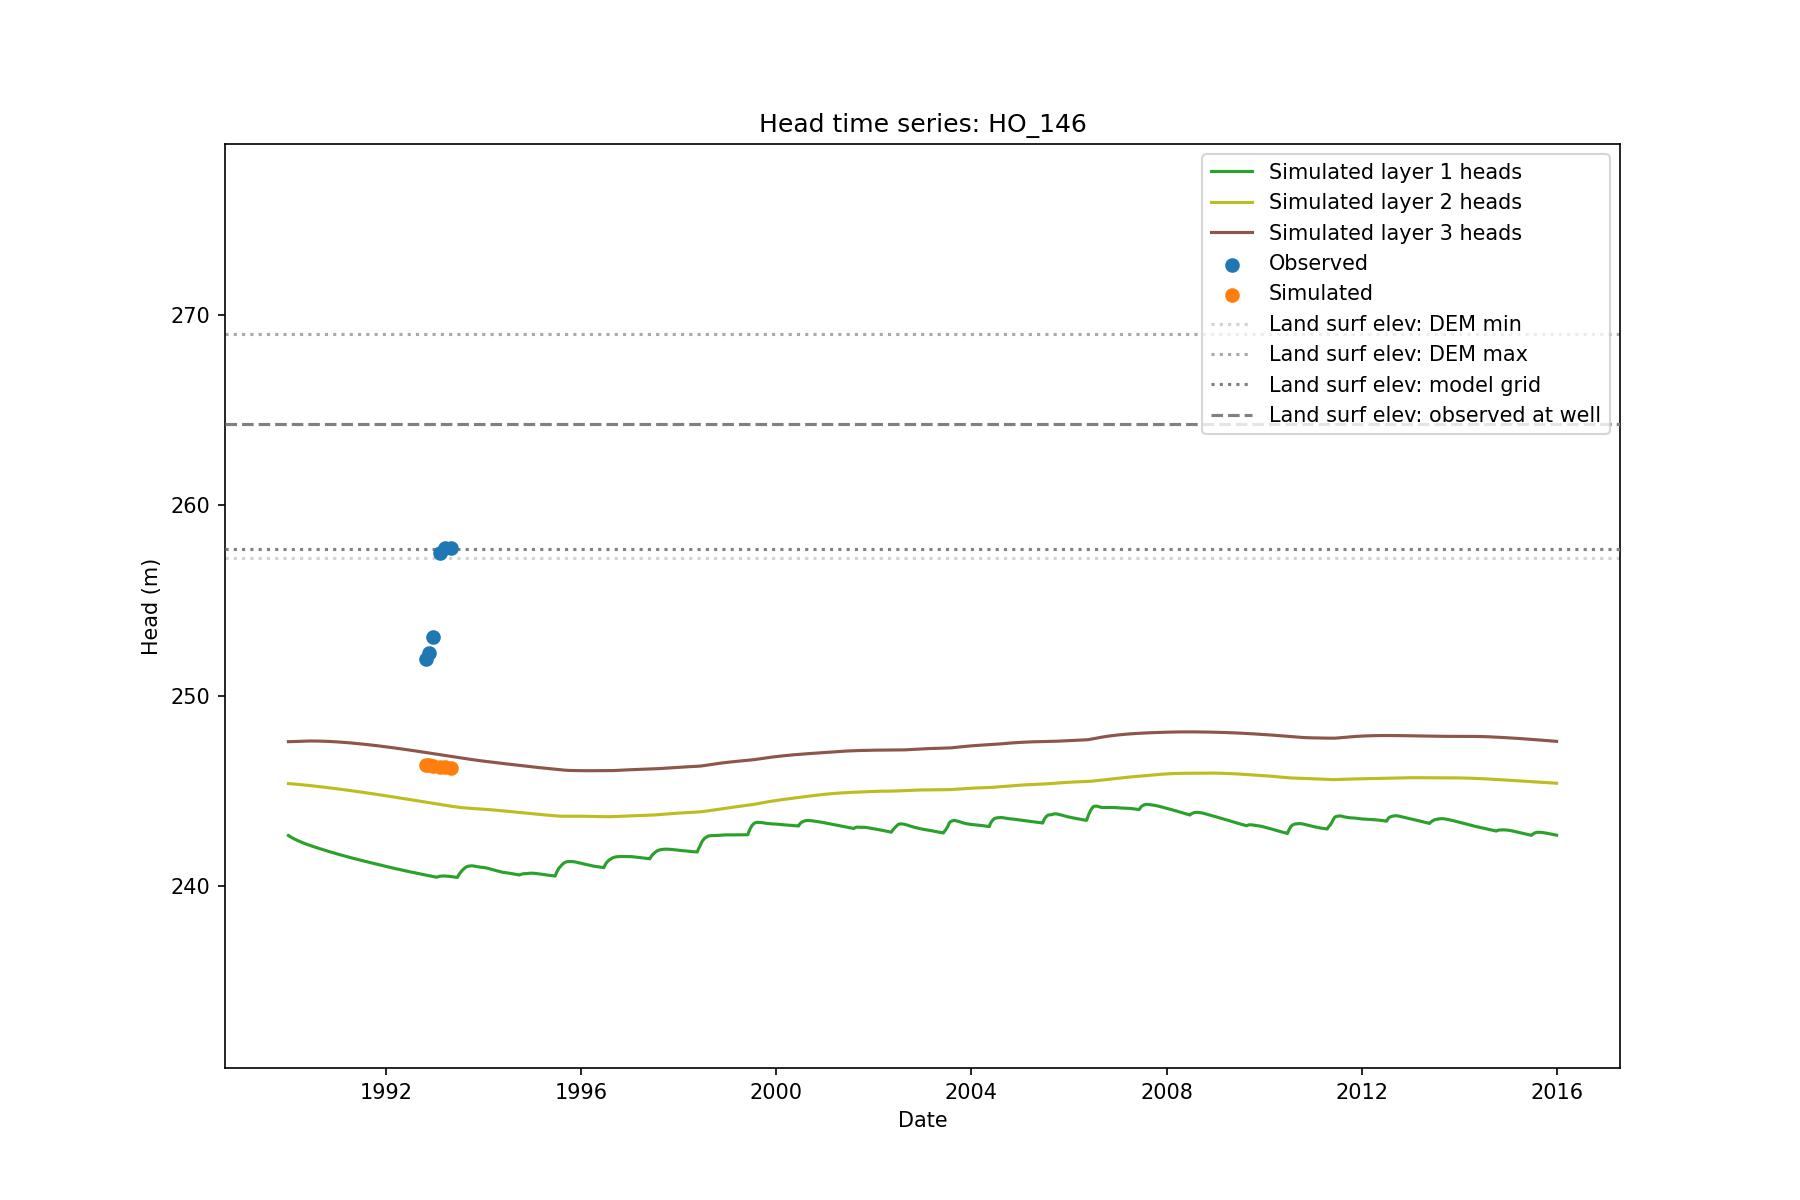 Head time series: HO_146
Simulated layer 1 heads
Simulated layer 2 heads
Simulated layer 3 heads
Observed
Simulated
Land surf elev: DEM min
Land surf elev: DEM max
Land surf elev: model grid
Land surf elev: observed at well
270
260
250
240
Head (m)
1992 1996 2000 2004 2008 2012 2016
Date